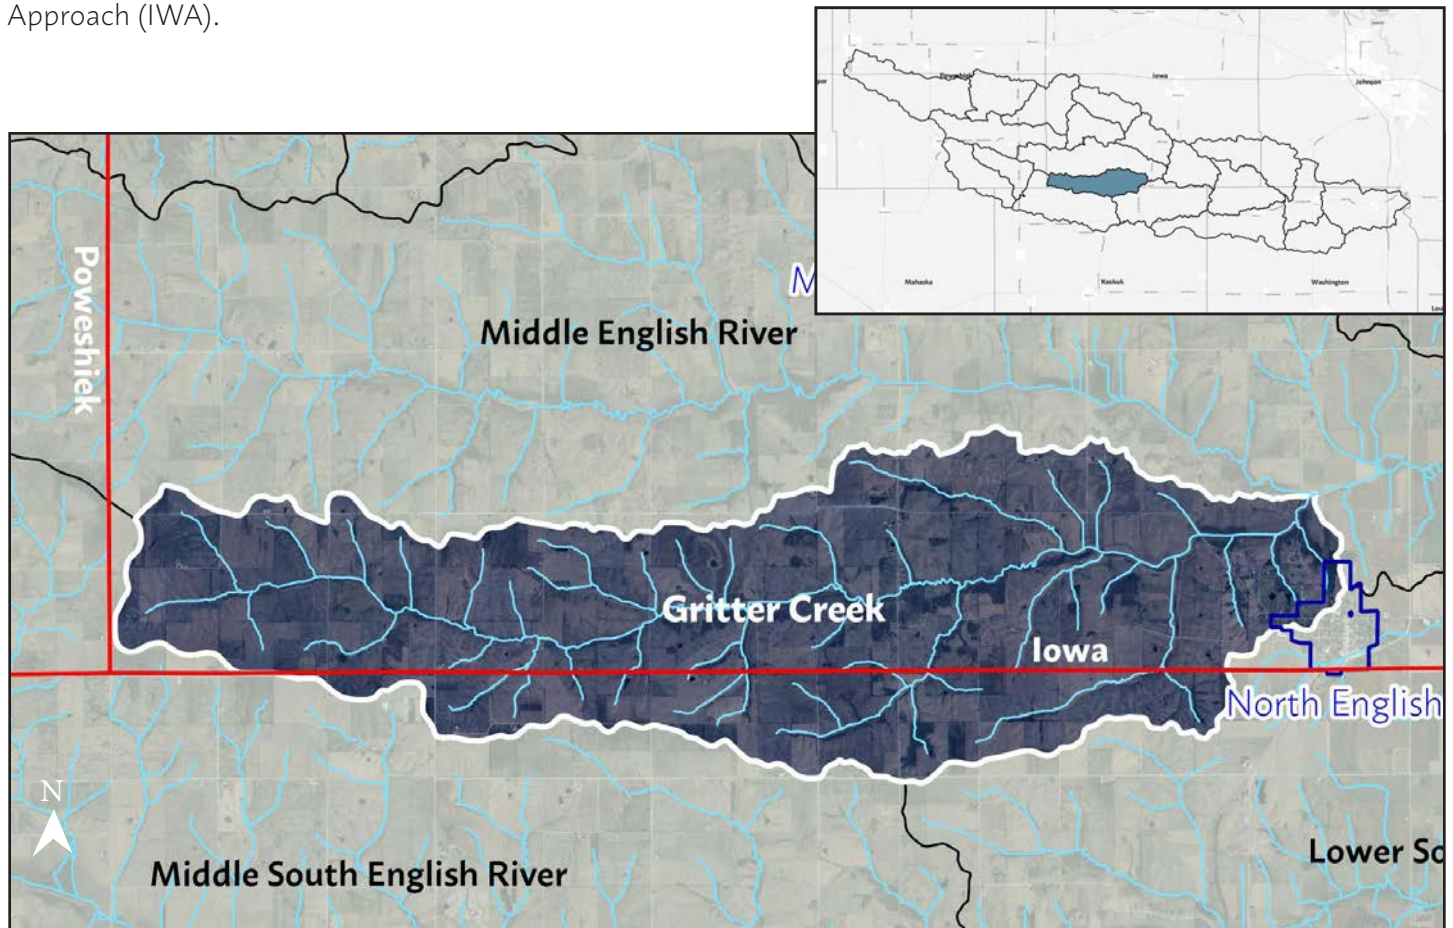 Approach (IWA).
Poweshiek
Iowa
Johnson
Mahaska
Keokuk
Washington
Poweshiek
M
Middle English River
Gritter Creek
Iowa
North English
N
Middle South English River
Lower So